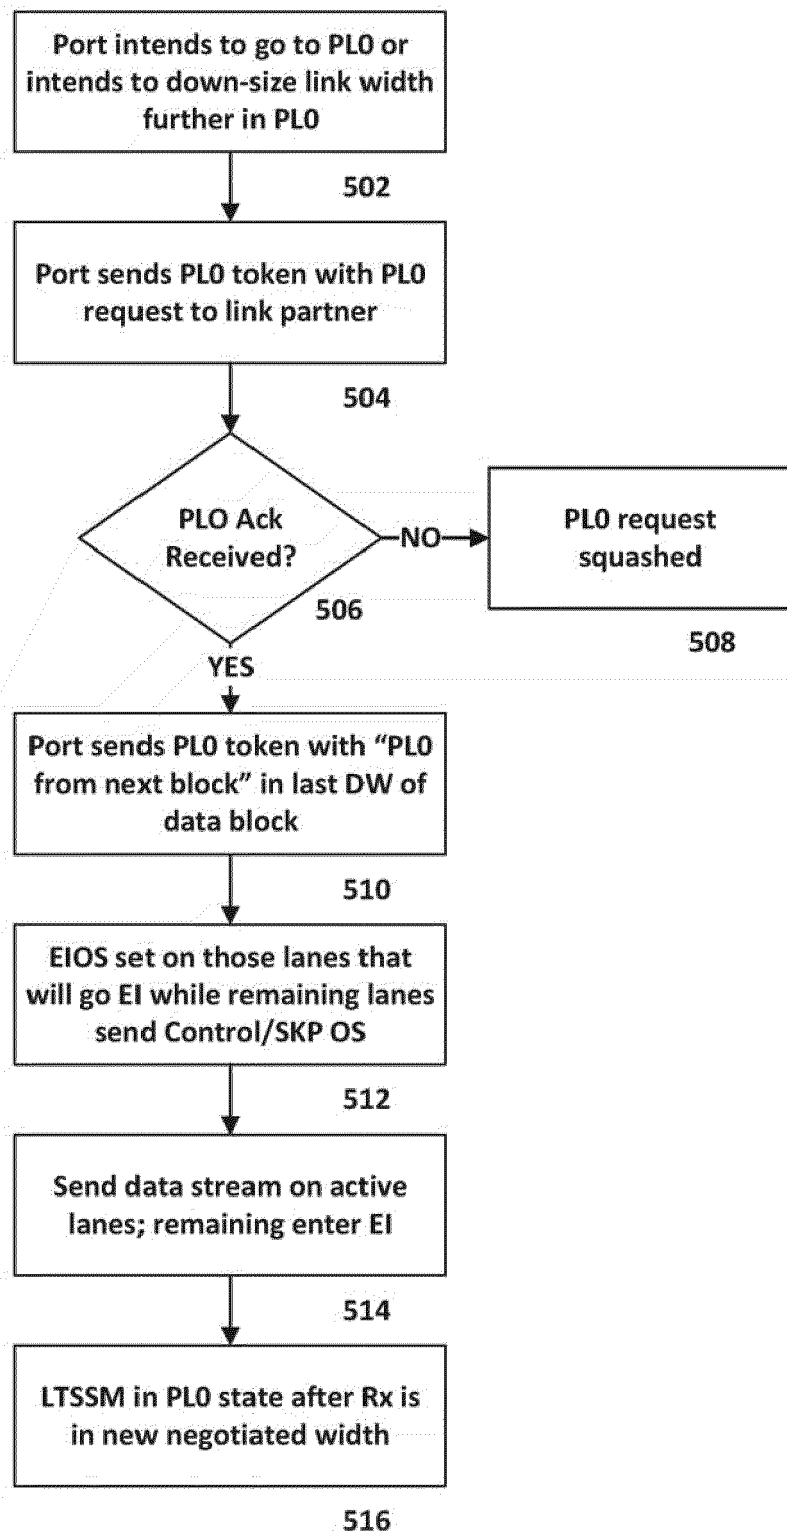 Port intends to go to PL0 or
intends to down-size link width
further in PL0
502
Port sends PL0 token with PL0
request to link partner
504
PLO Ack
Received?
NO
PL0 request
squashed
506
508
YES
Port sends PL0 token with “PL0
from next block” in last DW of
data block
510
EIOS set on those lanes that
will go EI while remaining lanes
send Control/SKP OS
512
Send data stream on active
lanes; remaining enter EI
514
LTSSM in PL0 state after Rx is
in new negotiated width
516